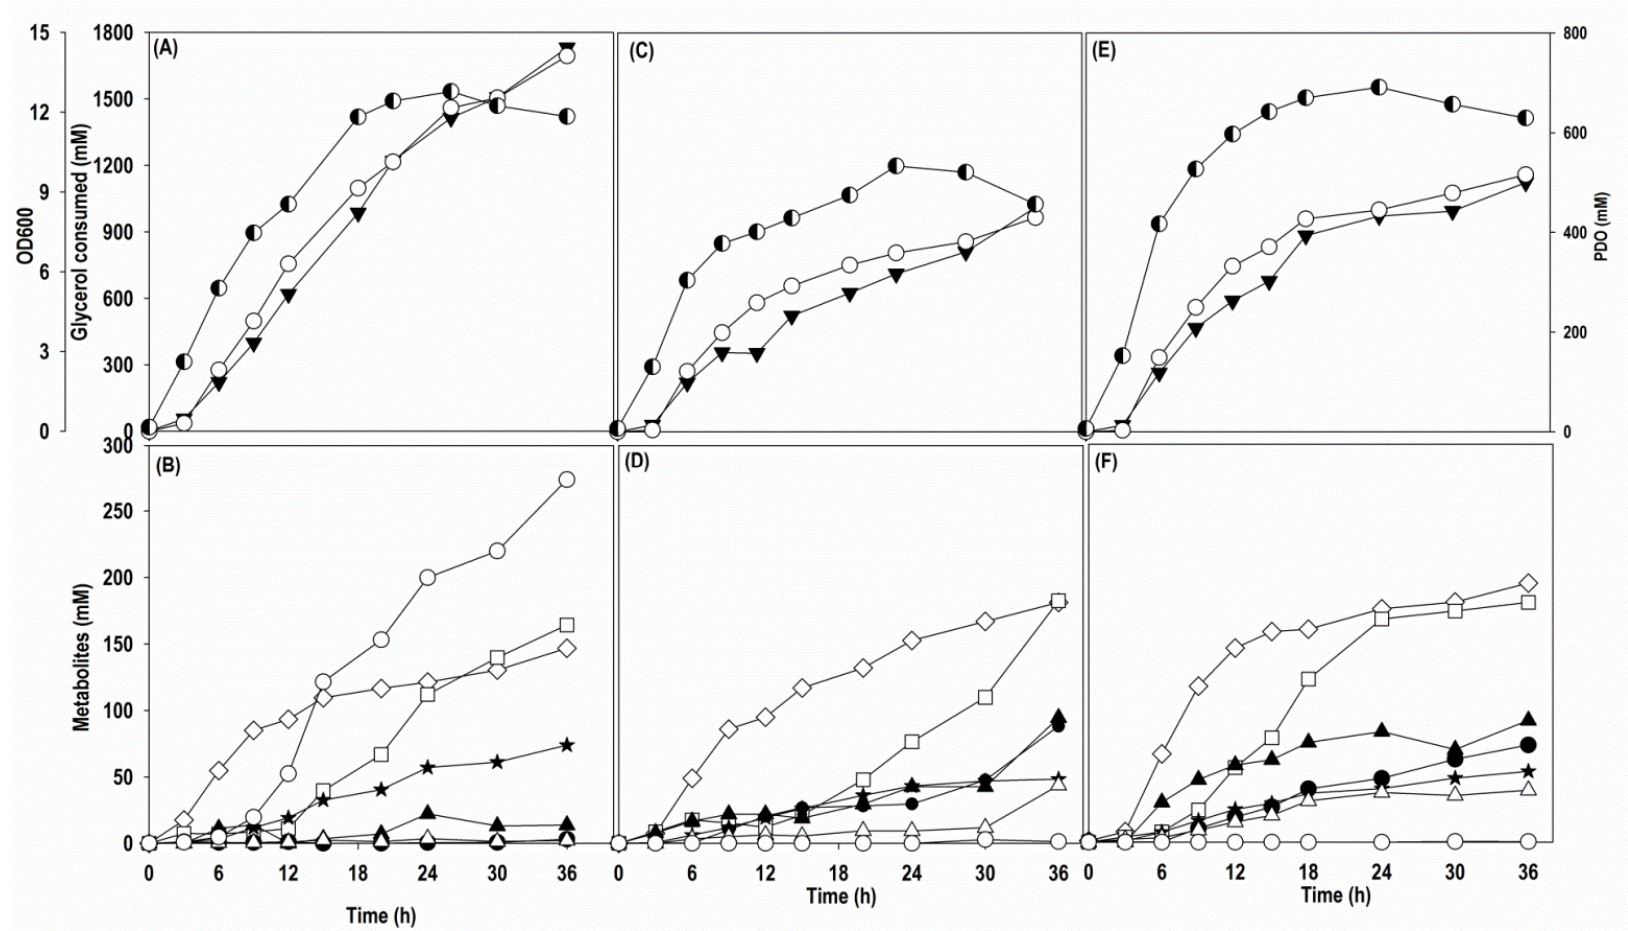 15 1800 (A) (C) (E) 800
1500
12 600
1200
9
OD600 Glycerol consumed (mM) 900 400 PDO (mM)
6 600
200
3 300
0 0 0
300 (B) (D) (F)
250
200
Metabolites (mM) 150
100
50
0
0 6 12 18 24 30 36 0 6 12 18 24 30 36 0 6 12 18 24 30 36
Time (h) Time (h) Time (h)